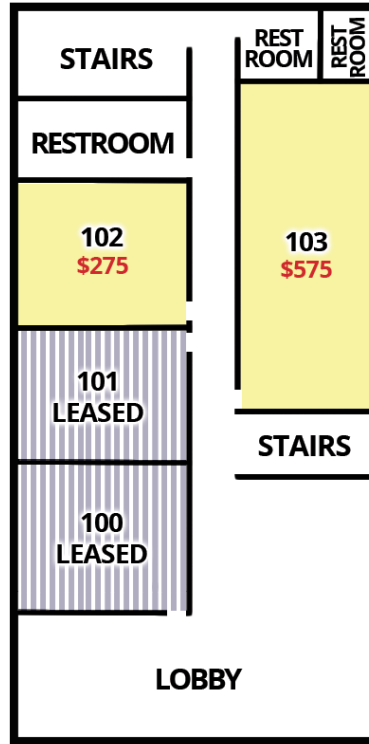 STAIRS
REST
ROOM
REST
ROOM
RESTROOM
102
$275
103
$575
101
LEASED
STAIRS
100
LEASED
LOBBY